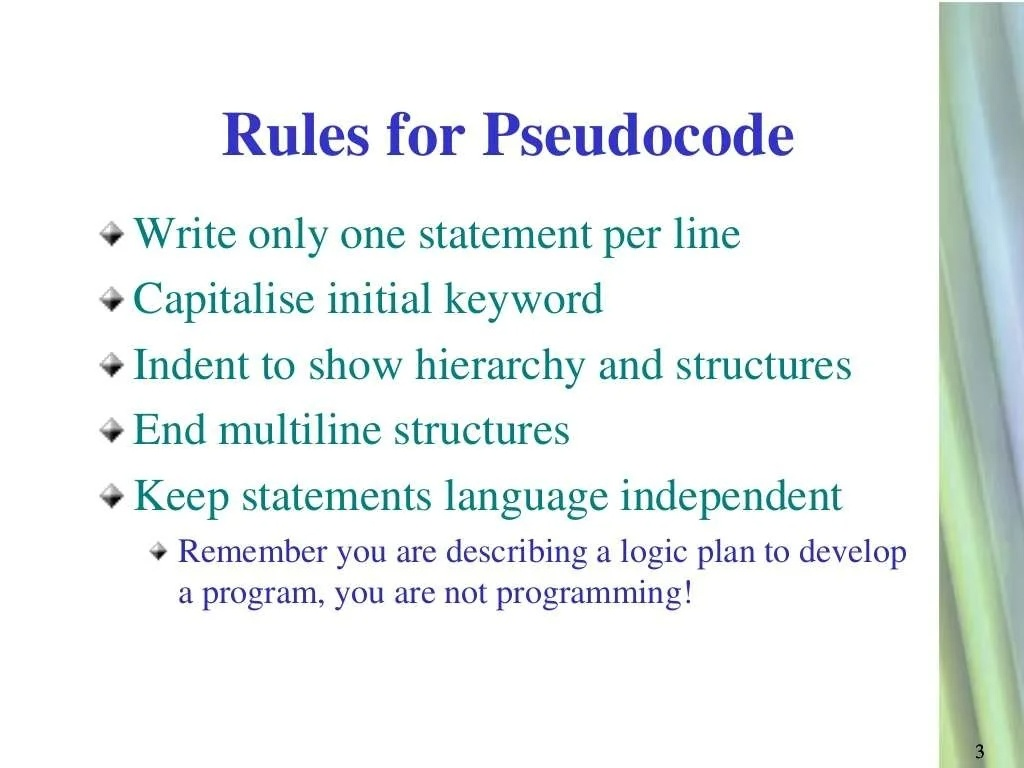 Rules for Pseudocode
Write only one statement per line
Capitalise initial keyword
Indent to show hierarchy and structures
End multiline structures
Keep statements language independent
Remember you are describing a logic plan to develop
a program, you are not programming!
3